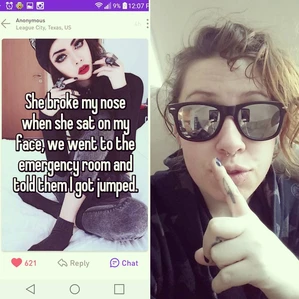 9% 12:07 P
Anonymous
League City, Texas, US
She broke my nose
when she sat on my
face, we went to the
emergency room and
told them I got jumped.
621
Reply
Chat